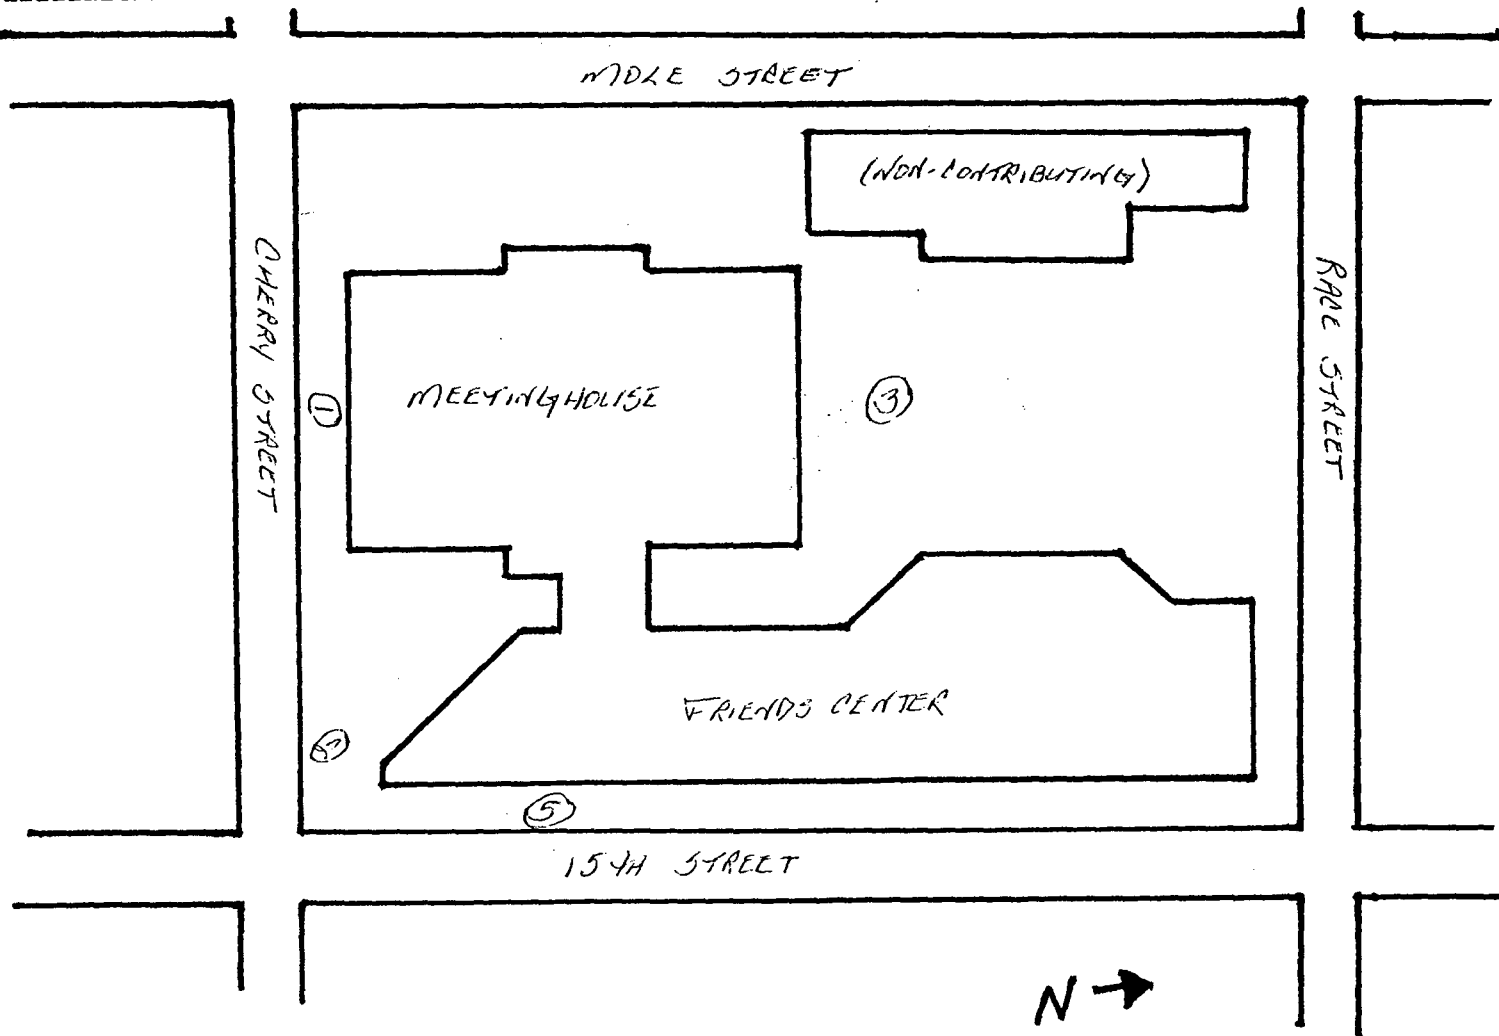 MOLE STREET
(NON-CONTRIBUTING)
CHERRY STREET
RACE STREET
MEETINGHOUSE
1
3
FRIENDS CENTER
5
15TH STREET
N